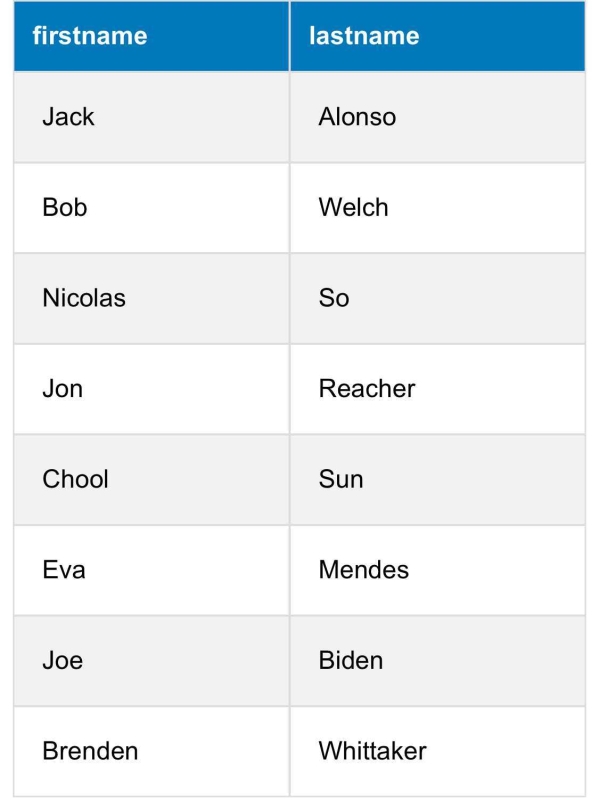 firstname lastname
Jack Alonso
Bob Welch
Nicolas So
Jon Reacher
Chool Sun
Eva Mendes
Joe Biden
Brenden Whittaker